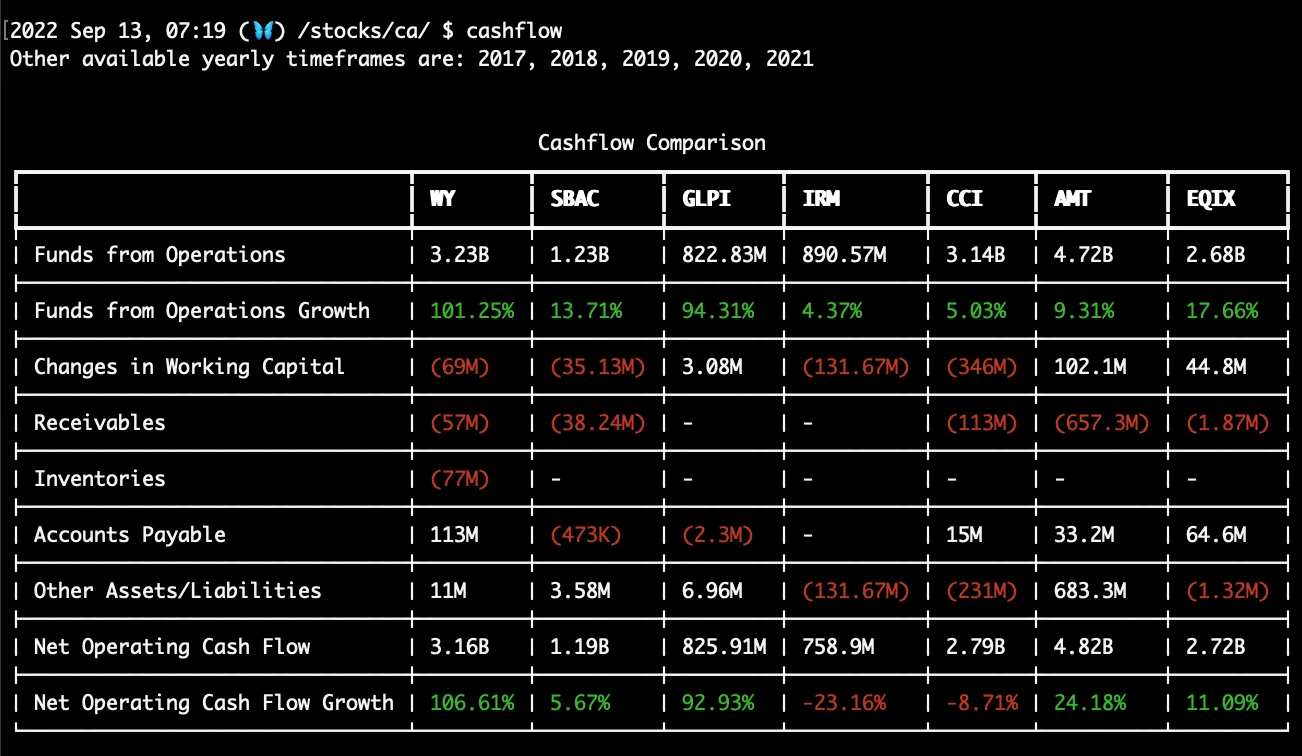 [2022 Sep 13, 07:19 (🦋) /stocks/ca/ $ cashflow
Other available yearly timeframes are: 2017, 2018, 2019, 2020, 2021
Cashflow Comparison
WY SBAC GLPI IRM CCI AMT EQIX
Funds from Operations 3.23B 1.23B 822.83M 890.57M 3.14B 4.72B 2.68B
Funds from Operations Growth 101.25% 13.71% 94.31% 4.37% 5.03% 9.31% 17.66%
Changes in Working Capital (69M) (35.13M) 3.08M (131.67M) (346M) 102.1M 44.8M
Receivables (57M) (38.24M) - - (113M) (657.3M) (1.87M)
Inventories (77M) - - - - - -
Accounts Payable 113M (473K) (2.3M) - 15M 33.2M 64.6M
Other Assets/Liabilities 11M 3.58M 6.96M (131.67M) (231M) 683.3M (1.32M)
Net Operating Cash Flow 3.16B 1.19B 825.91M 758.9M 2.79B 4.82B 2.72B
Net Operating Cash Flow Growth 106.61% 5.67% 92.93% -23.16% -8.71% 24.18% 11.09%